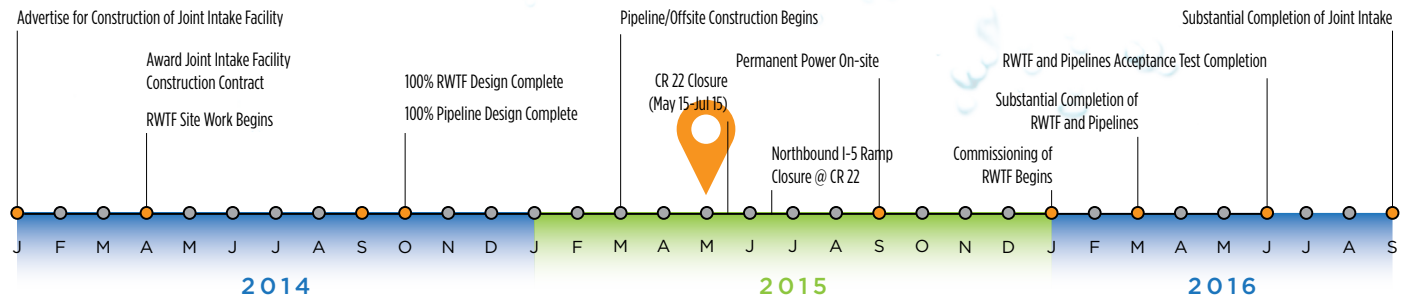 Advertise for Construction of Joint Intake Facility
Pipeline/Offsite Construction Begins
Substantial Completion of Joint Intake
Award Joint Intake Facility
Construction Contract
RWTF Site Work Begins
100% RWTF Design Complete
100% Pipeline Design Complete
CR 22 Closure
(May 15-Jul 15)
Permanent Power On-site
Northbound I-5 Ramp
Closure @ CR 22
RWTF and Pipelines Acceptance Test Completion
Substantial Completion of
RWTF and Pipelines
Commissioning of
RWTF Begins
J F M A M J J A S O N D J F M A M J J A S O N D J F M A M J J A S
2014 2015 2016